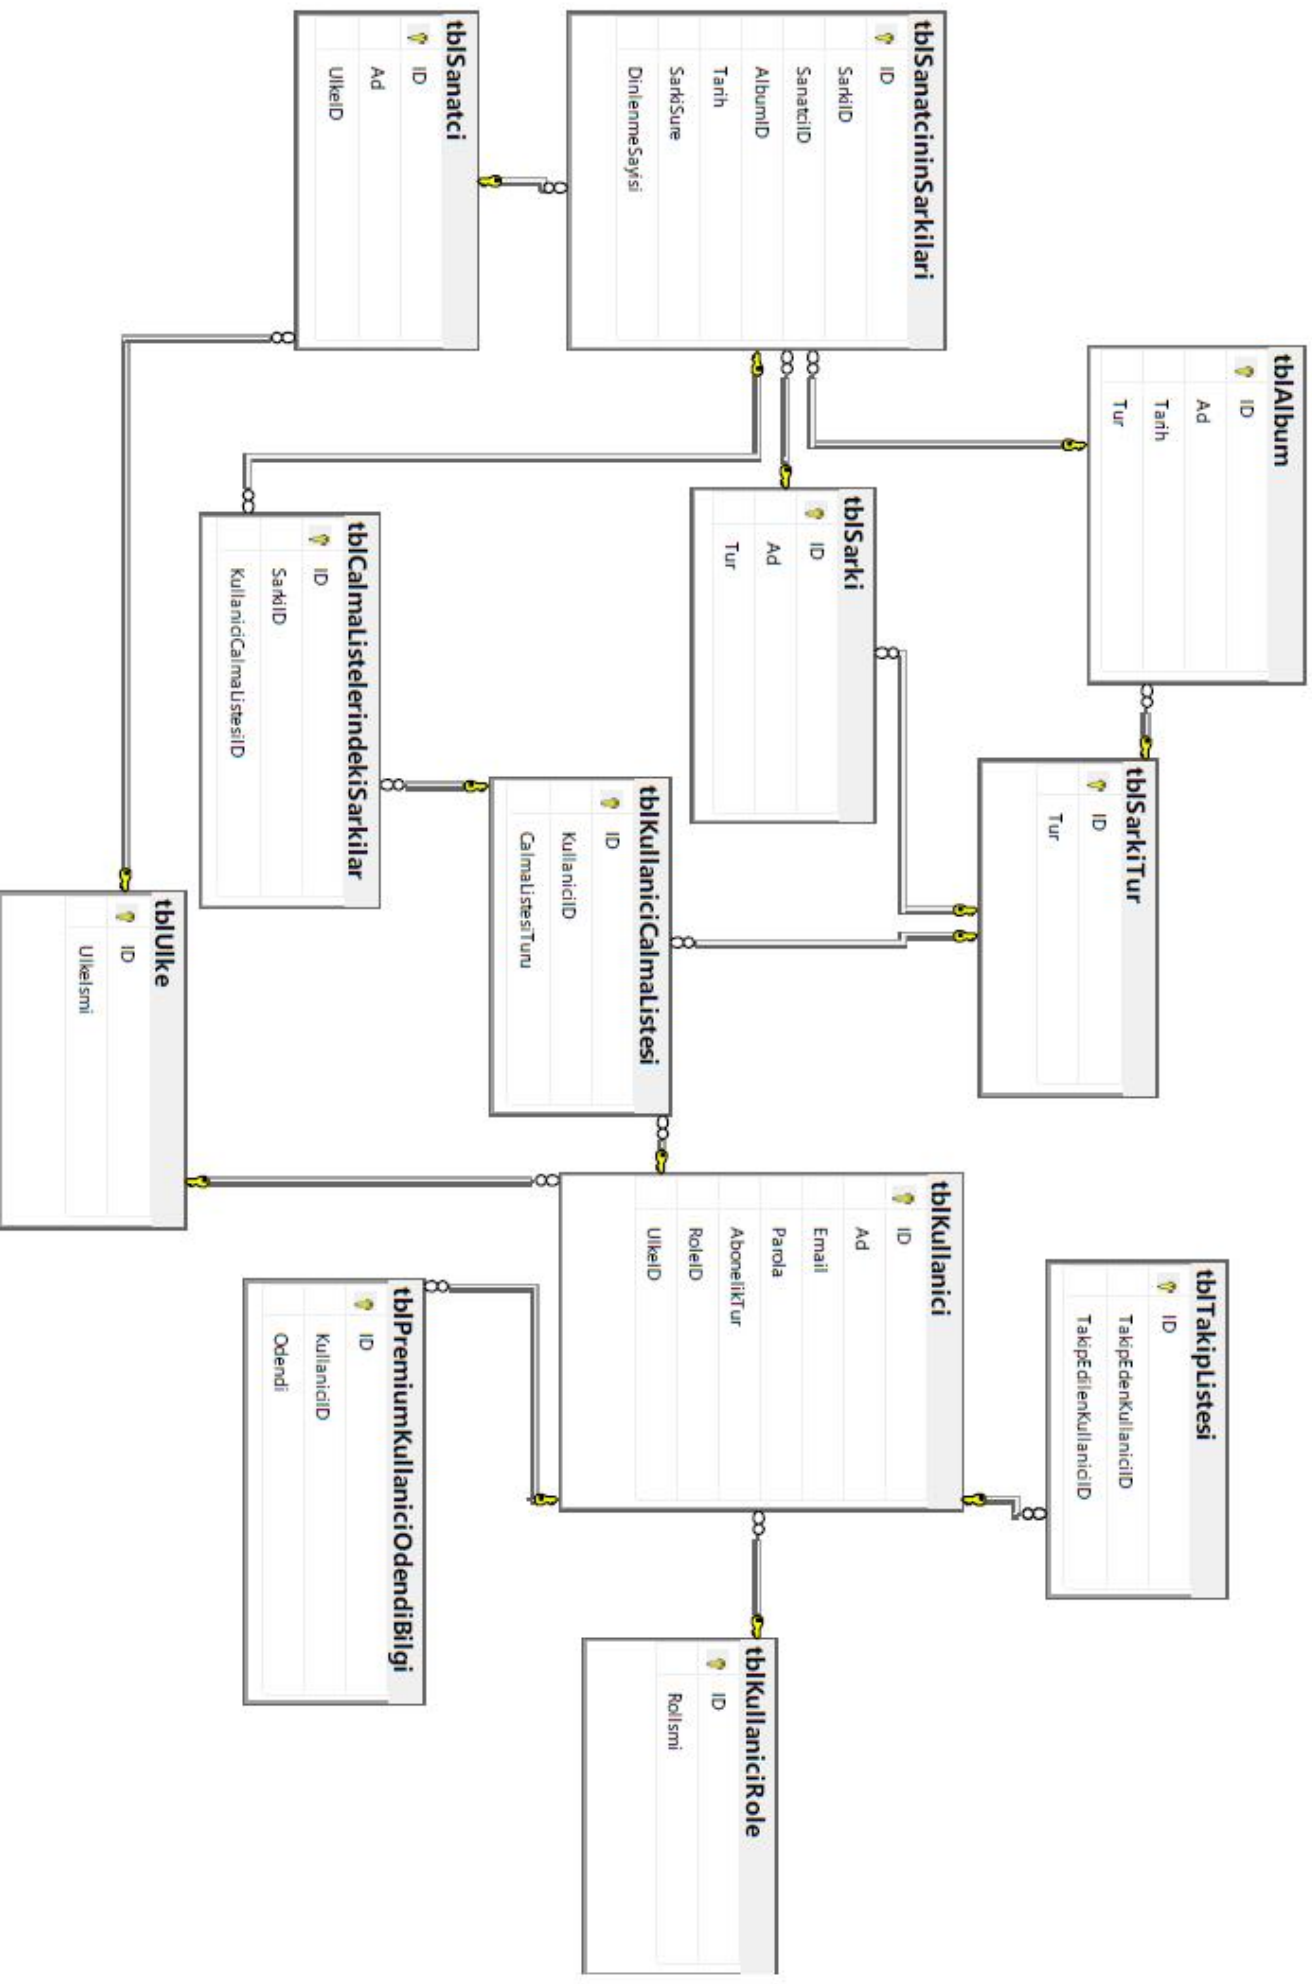 tblAlbum
ID
Ad
Tarih
Tur
tblSarkiTur
ID
Tur
tblTakipListesi
ID
TakipEdenKullaniciID
TakipEdilenKullaniciID
tblSanatcininSarkilari
ID
SarkiID
SanatciID
AlbumID
Tarih
SarkiSure
DinlenmeSayisi
tblSarki
ID
Ad
Tur
tblKullanici
ID
Ad
Email
Parola
AbonelikTur
RoleID
UlkeID
tblKullaniciCalmaListesi
ID
KullaniciID
CalmaListesiTuru
tblKullaniciRole
ID
RolIsmi
tblSanatci
ID
Ad
UlkeID
tblCalmaListelerindekiSarkilar
ID
SarkiID
KullaniciCalmaListesiID
tblPremiumKullaniciOdendiBilgi
ID
KullaniciID
Odendi
tblUlke
ID
UlkeIsmi